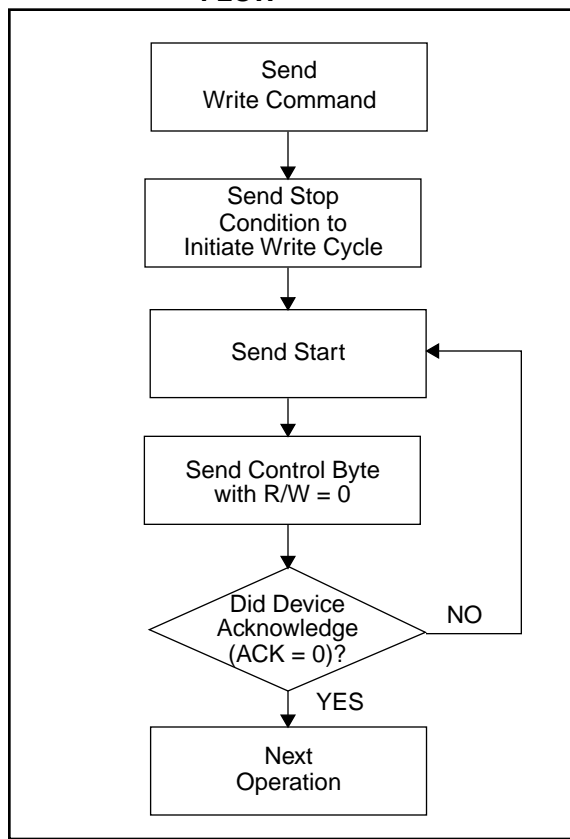 Send
Write Command
Send Stop
Condition to
Initiate Write Cycle
Send Start
Send Control Byte
with R/W = 0
Did Device
Acknowledge
(ACK = 0)?
NO
YES
Next
Operation